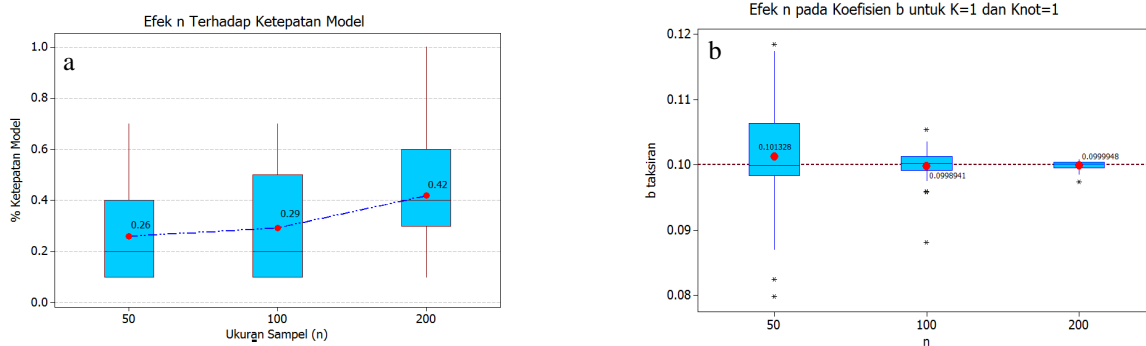 Efek n Terhadap Ketepatan Model
a
% Ketepatan Model
1.0
0.8
0.6
0.4
0.2
0.0
0.26
0.29
0.42
50
100
200
Ukuran Sampel (n)
Efek n pada Koefisien b untuk K=1 dan Knot=1
b
b taksiran
0.12
0.11
0.10
0.09
0.08
0.101328
0.0998941
0.0999948
50
100
200
n